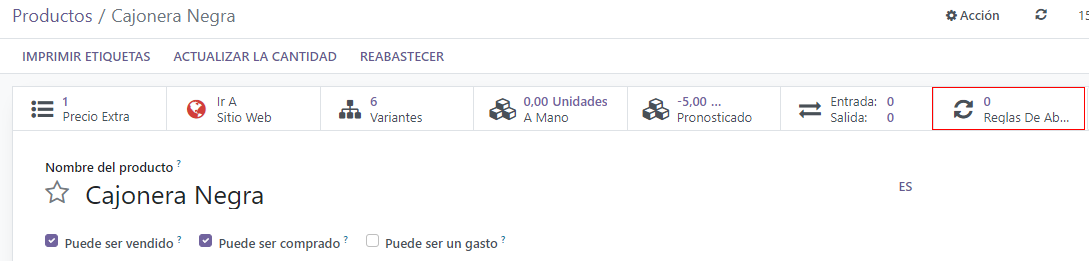 Productos / Cajonera Negra
Acción
15
IMPRIMIR ETIQUETAS ACTUALIZAR LA CANTIDAD REABASTECER
1
Precio Extra
Ir A
Sitio Web
6
Variantes
0,00 Unidades
A Mano
-5,00 ...
Pronosticado
Entrada: 0
Salida: 0
0
Reglas De Ab...
Nombre del producto ?
Cajonera Negra
ES
Puede ser vendido ? Puede ser comprado ? Puede ser un gasto ?